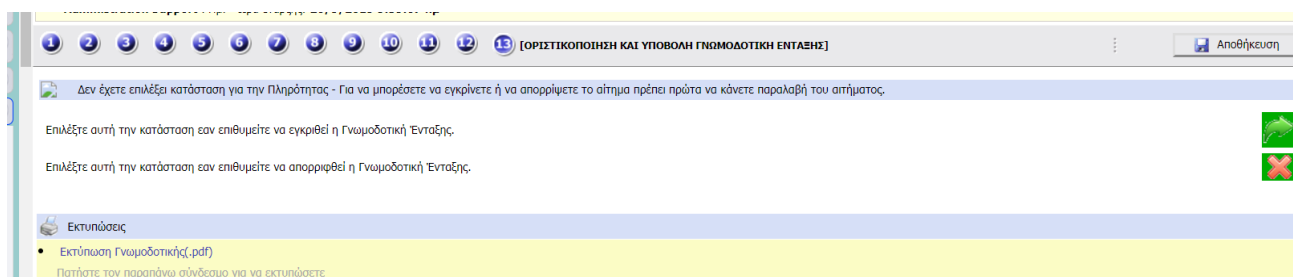 1 2 3 4 5 6 7 8 9 10 11 12 13 [ΟΡΙΣΤΙΚΟΠΟΙΗΣΗ ΚΑΙ ΥΠΟΒΟΛΗ ΓΝΩΜΟΔΟΤΙΚΗ ΕΝΤΑΞΗΣ] Αποθήκευση
Δεν έχετε επιλέξει κατάσταση για την Πληρότητας - Για να μπορέσετε να εγκρίνετε ή να απορρίψετε το αίτημα πρέπει πρώτα να κάνετε παραλαβή του αιτήματος.
Επιλέξτε αυτή την κατάσταση εαν επιθυμείτε να εγκριθεί η Γνωμοδοτική Ένταξης.
Επιλέξτε αυτή την κατάσταση εαν επιθυμείτε να απορριφθεί η Γνωμοδοτική Ένταξης.
Εκτυπώσεις
• Εκτύπωση Γνωμοδοτικής(.pdf)
Πατήστε τον παραπάνω σύνδεσμο για να εκτυπώσετε